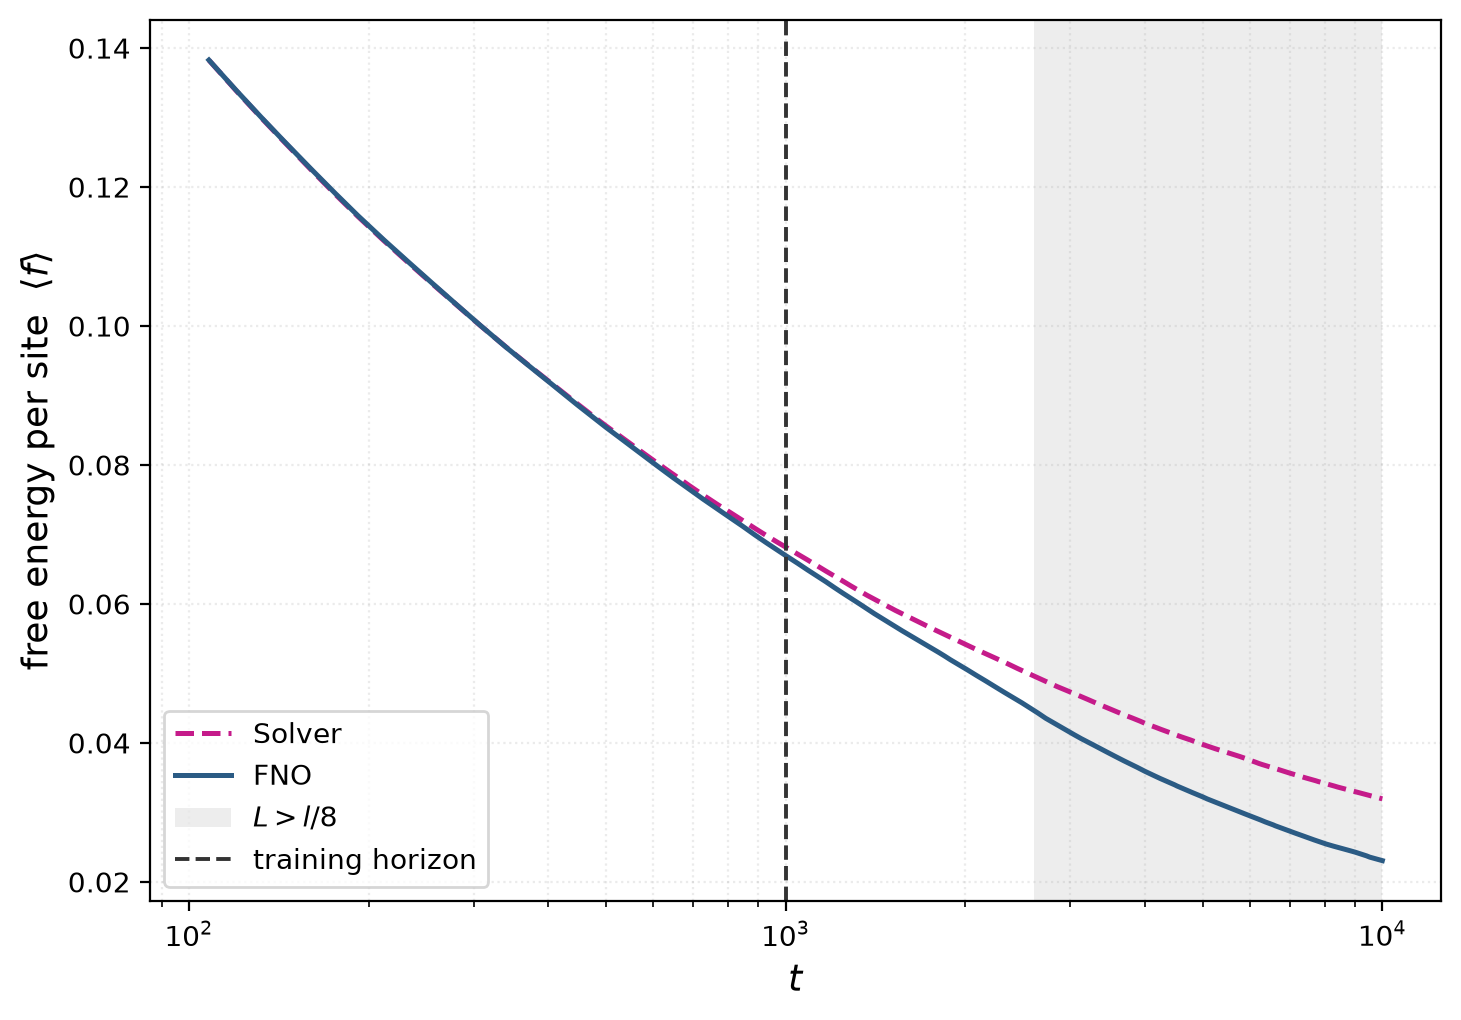 0.14
0.12
0.10
0.08
0.06
0.04
0.02
free energy per site ⟨f⟩
Solver
FNO
L > l/8
training horizon
10² 10³ 10⁴
t